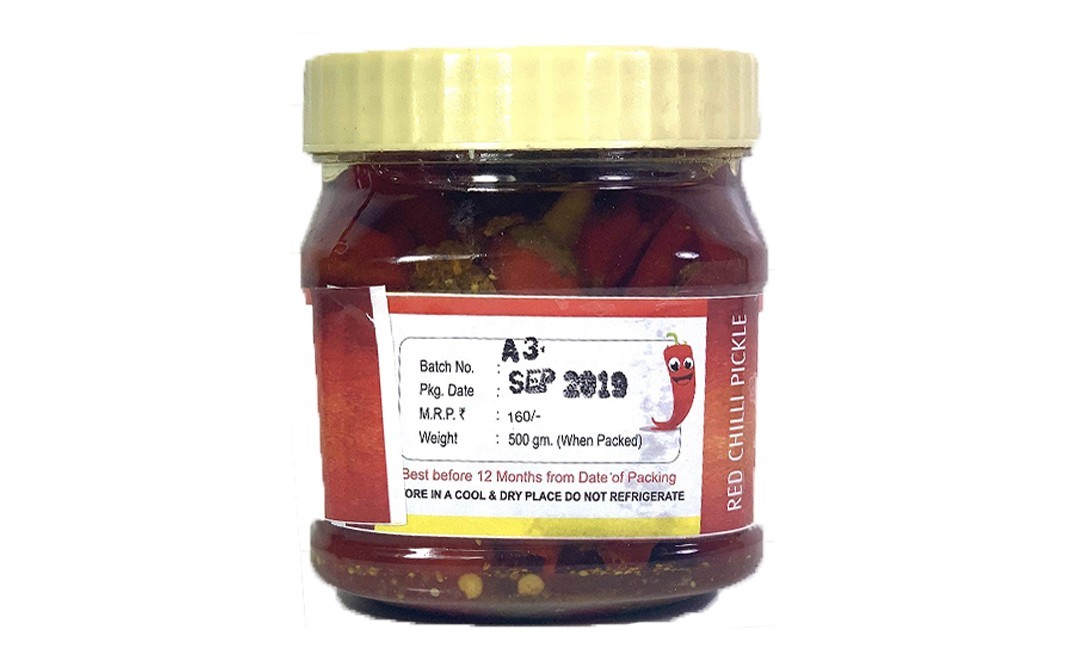 Batch No. : A3.
Pkg. Date : SEP 2019
M.R.P. ₹ : 160/-
Weight : 500 gm. (When Packed)
Best before 12 Months from Date of Packing
ORE IN A COOL & DRY PLACE DO NOT REFRIGERATE
RED CHILLI PICKLE